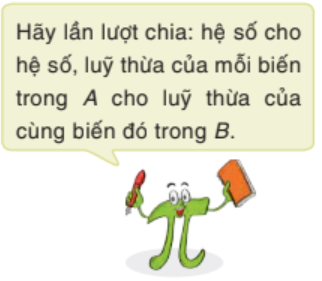 Hãy lần lượt chia: hệ số cho
hệ số, luỹ thừa của mỗi biến
trong A cho luỹ thừa của
cùng biến đó trong B.